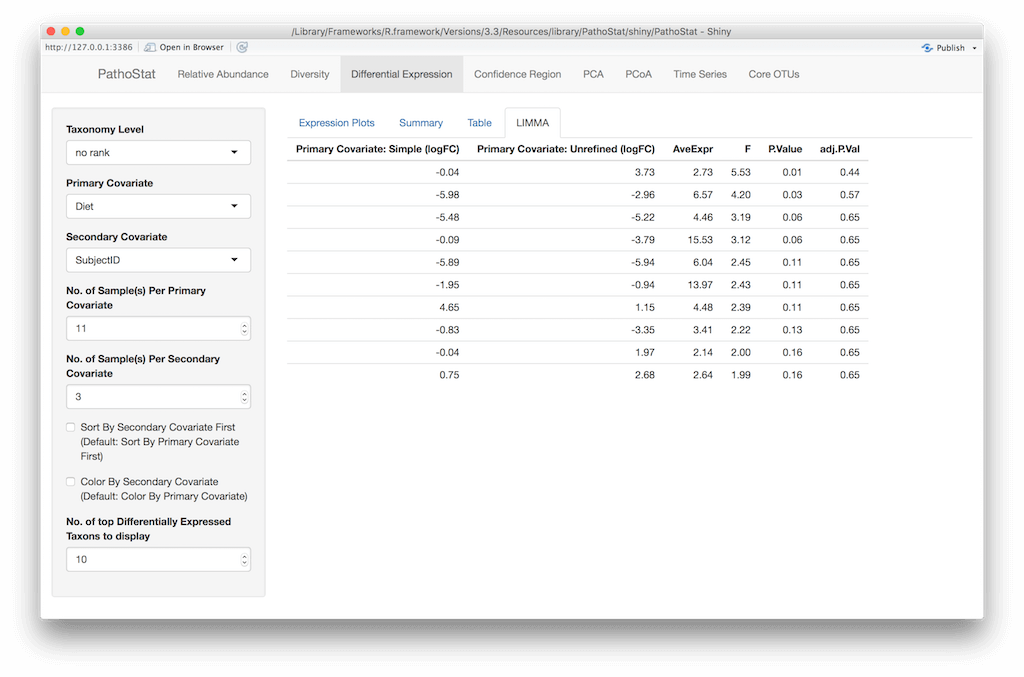 /Library/Frameworks/R.framework/Versions/3.3/Resources/library/PathoStat/shiny/PathoStat - Shiny
http://127.0.0.1:3386 Open in Browser Publish
PathoStat Relative Abundance Diversity Differential Expression Confidence Region PCA PCoA Time Series Core OTUs
Taxonomy Level
no rank
Primary Covariate
Diet
Secondary Covariate
SubjectID
No. of Sample(s) Per Primary
Covariate
11
No. of Sample(s) Per Secondary
Covariate
3
Sort By Secondary Covariate First
(Default: Sort By Primary Covariate
First)
Color By Secondary Covariate
(Default: Color By Primary Covariate)
No. of top Differentially Expressed
Taxons to display
10
Expression Plots Summary Table LIMMA
Primary Covariate: Simple (logFC) Primary Covariate: Unrefined (logFC) AveExpr F P.Value adj.P.Val
-0.04 3.73 2.73 5.53 0.01 0.44
-5.98 -2.96 6.57 4.20 0.03 0.57
-5.48 -5.22 4.46 3.19 0.06 0.65
-0.09 -3.79 15.53 3.12 0.06 0.65
-5.89 -5.94 6.04 2.45 0.11 0.65
-1.95 -0.94 13.97 2.43 0.11 0.65
4.65 1.15 4.48 2.39 0.11 0.65
-0.83 -3.35 3.41 2.22 0.13 0.65
-0.04 1.97 2.14 2.00 0.16 0.65
0.75 2.68 2.64 1.99 0.16 0.65